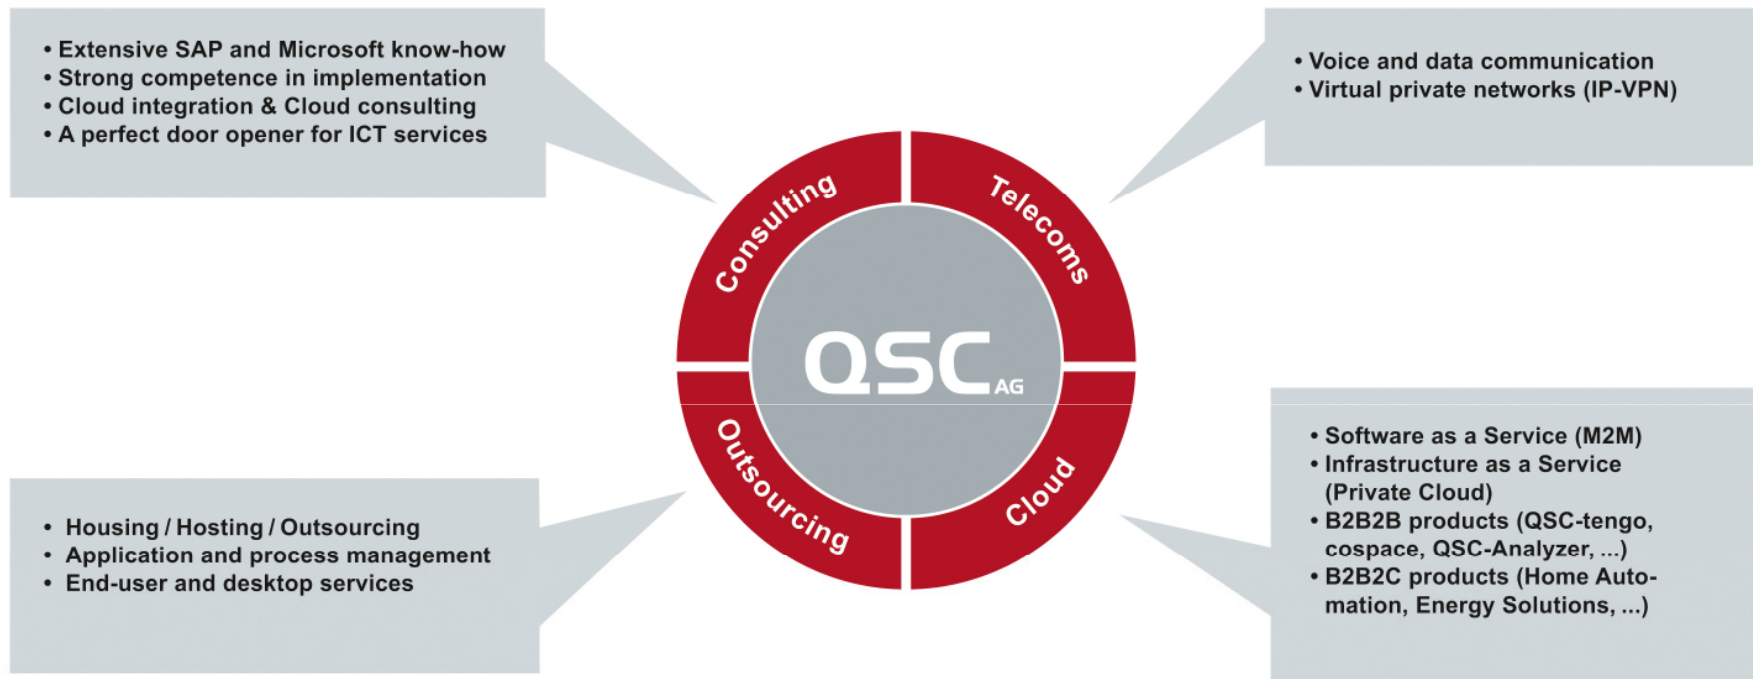 • Extensive SAP and Microsoft know-how
• Strong competence in implementation
• Cloud integration & Cloud consulting
• A perfect door opener for ICT services
• Voice and data communication
• Virtual private networks (IP-VPN)
Consulting
Telecoms
QSC AG
Outsourcing
Cloud
• Housing / Hosting / Outsourcing
• Application and process management
• End-user and desktop services
• Software as a Service (M2M)
• Infrastructure as a Service
(Private Cloud)
• B2B2B products (QSC-tengo,
cospace, QSC-Analyzer, ...)
• B2B2C products (Home Auto-
mation, Energy Solutions, ...)